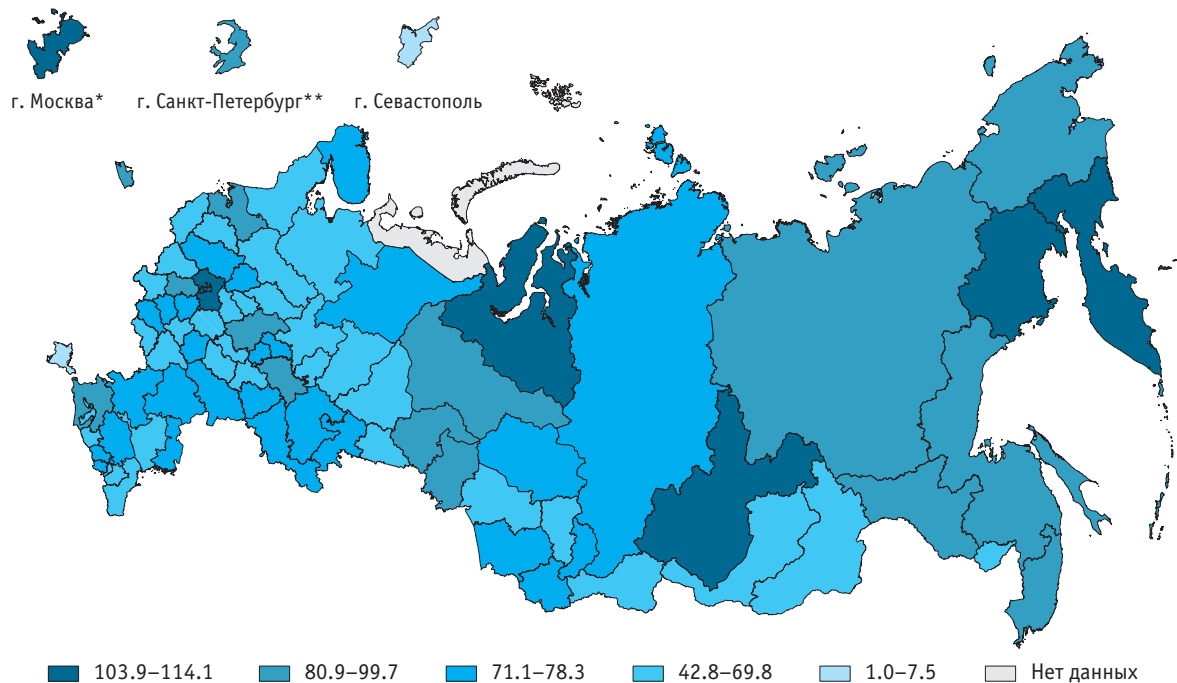 г. Москва* г. Санкт-Петербург** г. Севастополь
103.9–114.1 80.9–99.7 71.1–78.3 42.8–69.8 1.0–7.5 Нет данных